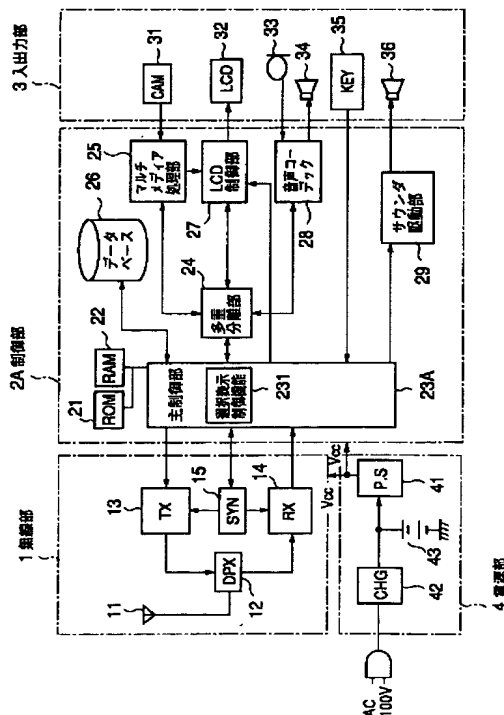 1 無線部
11
DPX
12
13
TX
15
SYN
14
RX
2A 制御部
21
ROM
RAM
22
主制御部
選択表示
制御機能
231
23A
データ
ベース
26
25
マルチ
メディア
処理部
24
多重
分離部
LCD
制御部
27
音声コー
デック
28
サウンダ
駆動部
29
3 入出力部
CAM
31
LCD
32
33
34
35
KEY
36
4 電源部
AC
100V
CHG
42
43
P.S
41
Vcc
Vcc